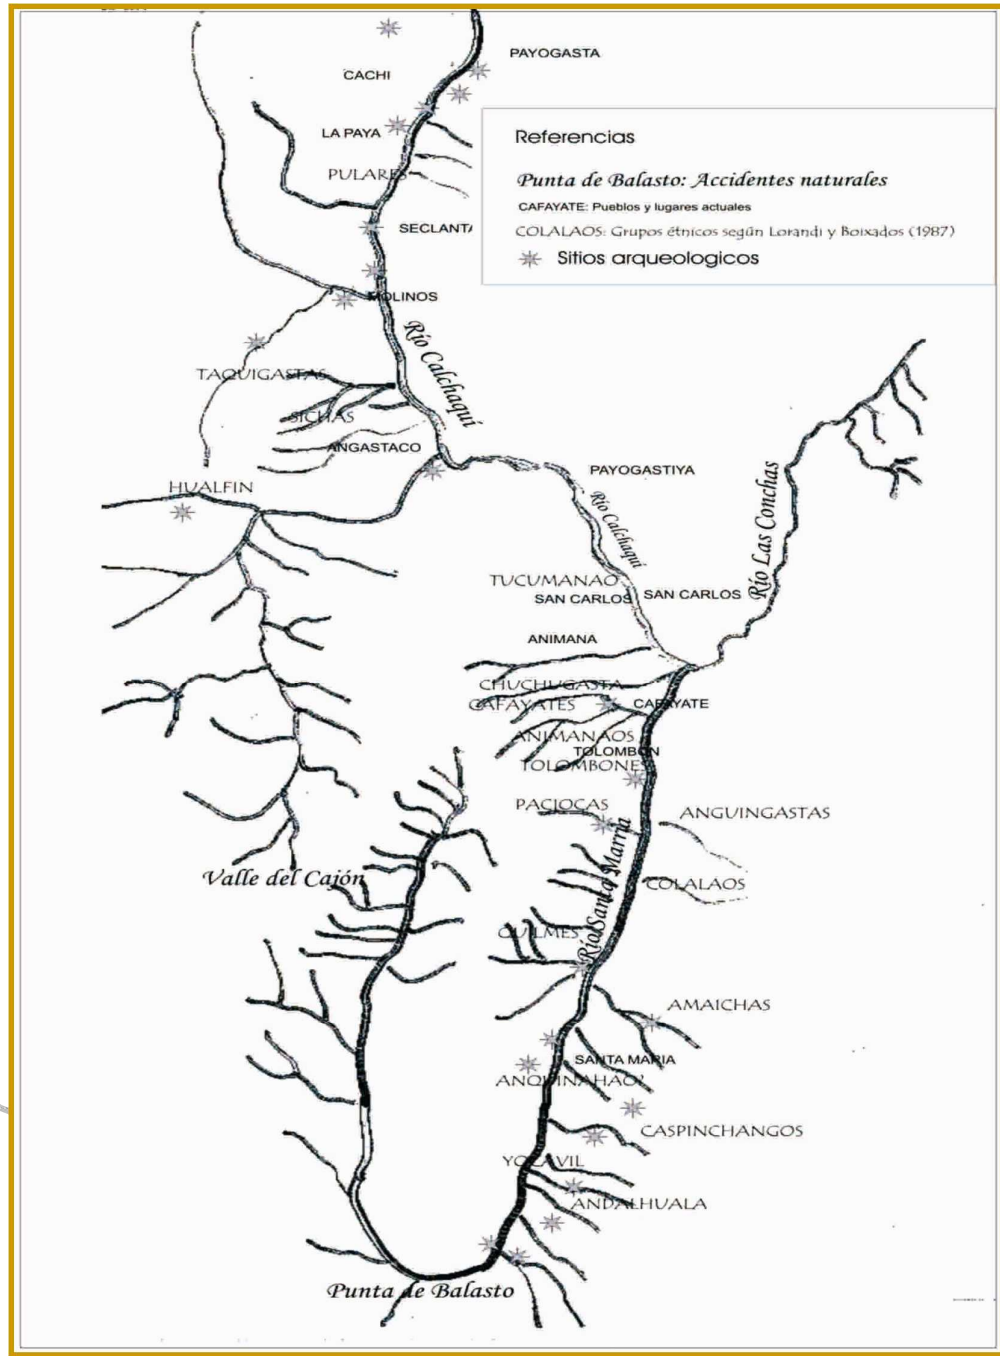 PAYOGASTA
CACHI
LA PAYA
PULARES
SECLANTA
MOLINOS
Referencias
Punta de Balasto: Accidentes naturales
CAFAYATE: Pueblos y lugares actuales
COLALAOS: Grupos étnicos según Lorandi y Boixados (1987)
Sitios arqueologicos
Río Calchaquí
TAQUIGASTAS
SICHAS
ANGASTACO
HUALFIN
PAYOGASTIYA
Río Calchaquí
Río Las Conchas
TUCUMANAO
SAN CARLOS
SAN CARLOS
ANIMANA
CHUCHUGASTA
CAFAYATES
CAFAYATE
ANIMANAOS
TOLOMBON
TOLOMBONES
PACIOCAS
ANGUINGASTAS
Valle del Cajón
COLALAOS
QUILMES
Río Santa Marría
AMAICHAS
SANTA MARIA
ANQUINAHAO?
CASPINCHANGOS
YOCAVIL
ANDALHUALA
Punta de Balasto